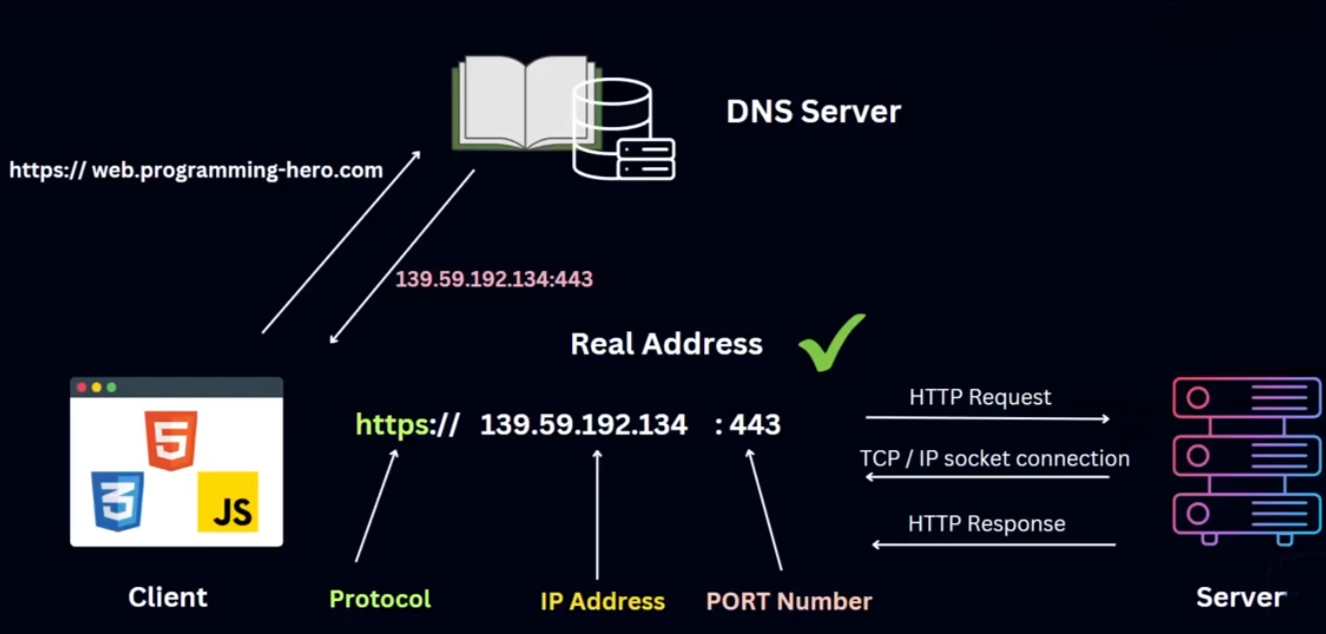 DNS Server
https:// web.programming-hero.com
139.59.192.134:443
Real Address
https:// 139.59.192.134 : 443
HTTP Request
TCP / IP socket connection
HTTP Response
5
3
JS
Client
Protocol
IP Address
PORT Number
Server